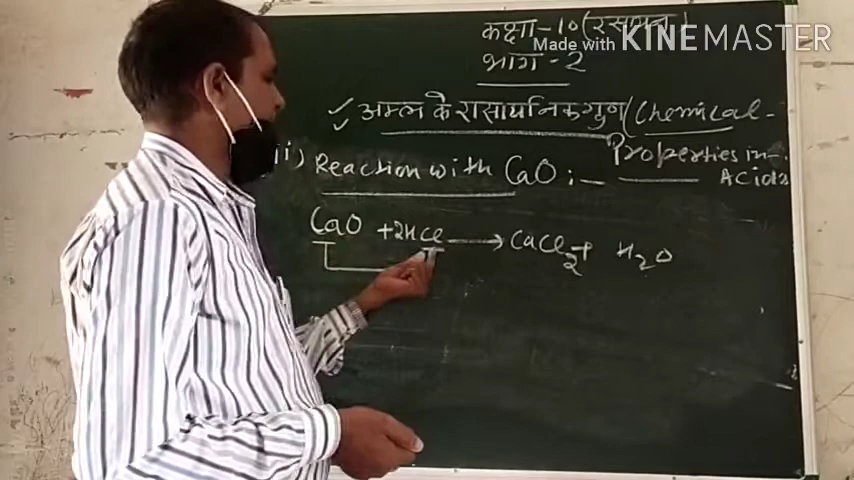 कक्षा-10 (रसायन)
Made with KINEMASTER
भाग-2
अम्ल के रासायनिक गुण (Chemical-
Properties in-
Acids
ii) Reaction with CaO :-
CaO + 2HCl → CaCl₂ + H₂O